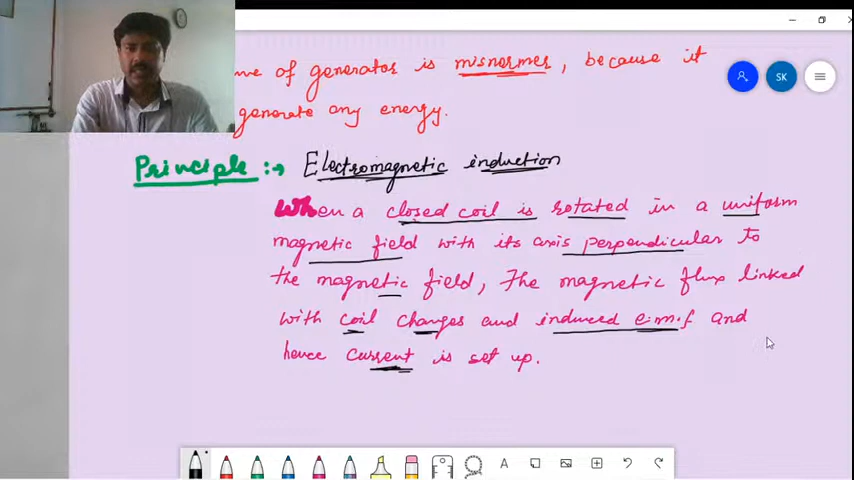 me of generator is misnormer, because it
generate any energy.
SK
Principle :→ Electromagnetic induction
When a closed coil is rotated in a uniform
magnetic field with its axis perpendicular to
the magnetic field, The magnetic flux linked
with coil changes and induced e.m.f and
hence current is set up.
A